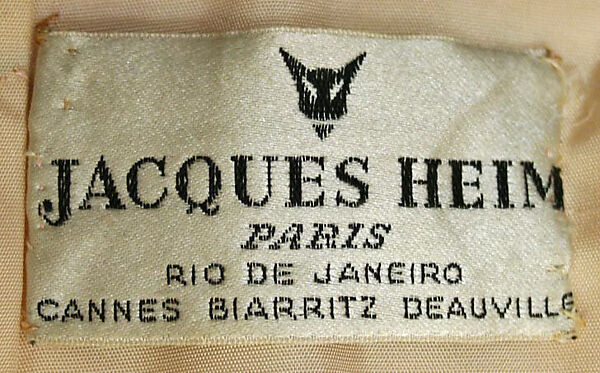 JACQUES HEIM
PARIS
RIO DE JANEIRO
CANNES BIARRITZ DEAUVILLE